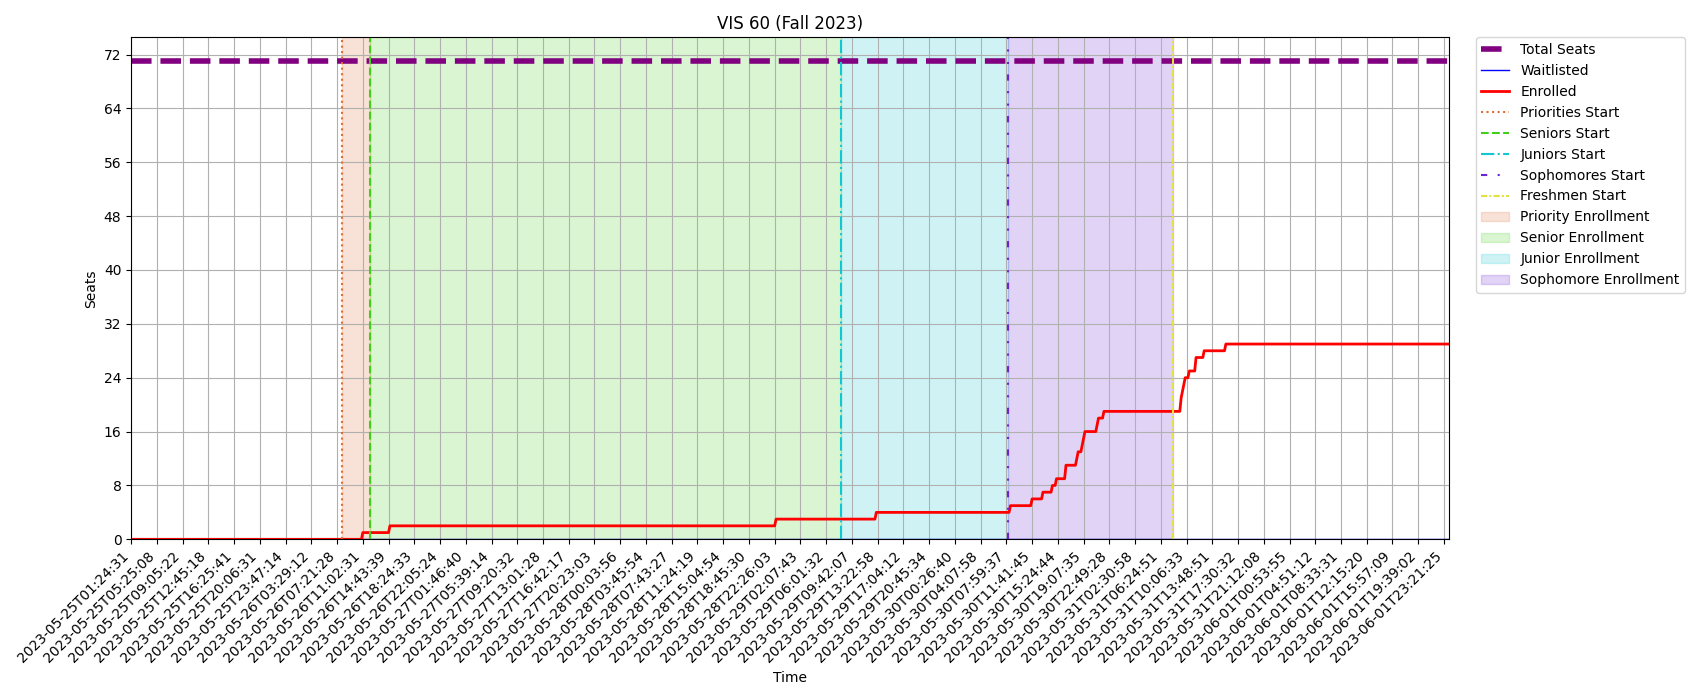 VIS 60 (Fall 2023)
Seats
72
64
56
48
40
32
24
16
8
0
2023-05-25T01:24:31
2023-05-25T05:25:08
2023-05-25T09:05:22
2023-05-25T12:45:18
2023-05-25T16:25:41
2023-05-25T20:06:31
2023-05-25T23:47:14
2023-05-26T03:29:12
2023-05-26T07:21:28
2023-05-26T11:02:31
2023-05-26T14:43:39
2023-05-26T18:24:33
2023-05-26T22:05:24
2023-05-27T01:46:40
2023-05-27T05:39:14
2023-05-27T09:20:32
2023-05-27T13:01:28
2023-05-27T16:42:17
2023-05-27T20:23:03
2023-05-28T00:03:56
2023-05-28T03:45:54
2023-05-28T07:43:27
2023-05-28T11:24:19
2023-05-28T15:04:54
2023-05-28T18:45:30
2023-05-28T22:26:03
2023-05-29T02:07:43
2023-05-29T06:01:32
2023-05-29T09:42:07
2023-05-29T13:22:58
2023-05-29T17:04:12
2023-05-29T20:45:34
2023-05-30T00:26:40
2023-05-30T04:07:58
2023-05-30T07:59:37
2023-05-30T11:41:45
2023-05-30T15:24:44
2023-05-30T19:07:35
2023-05-30T22:49:28
2023-05-31T02:30:58
2023-05-31T06:24:51
2023-05-31T10:06:33
2023-05-31T13:48:51
2023-05-31T17:30:32
2023-05-31T21:12:08
2023-06-01T00:53:55
2023-06-01T04:51:12
2023-06-01T08:33:31
2023-06-01T12:15:20
2023-06-01T15:57:09
2023-06-01T19:39:02
2023-06-01T23:21:25
Time
Total Seats
Waitlisted
Enrolled
Priorities Start
Seniors Start
Juniors Start
Sophomores Start
Freshmen Start
Priority Enrollment
Senior Enrollment
Junior Enrollment
Sophomore Enrollment